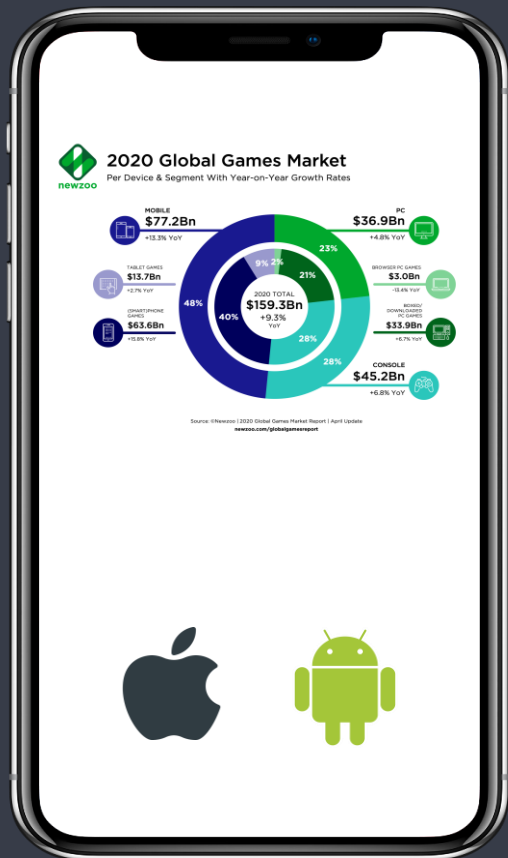 newzoo
2020 Global Games Market
Per Device & Segment With Year-on-Year Growth Rates
MOBILE
$77.2Bn
+13.3% YoY
TABLET GAMES
$13.7Bn
+2.7% YoY
(SMART)PHONE
GAMES
$63.6Bn
+15.8% YoY
PC
$36.9Bn
+4.8% YoY
BROWSER PC GAMES
$3.0Bn
-13.4% YoY
BOXED/
DOWNLOADED
PC GAMES
$33.9Bn
+6.7% YoY
CONSOLE
$45.2Bn
+6.8% YoY
23%
9%
2%
21%
48%
40%
28%
28%
2020 TOTAL
$159.3Bn
+9.3%
YoY
Source: ©Newzoo | 2020 Global Games Market Report | April Update
newzoo.com/globalgamesreport